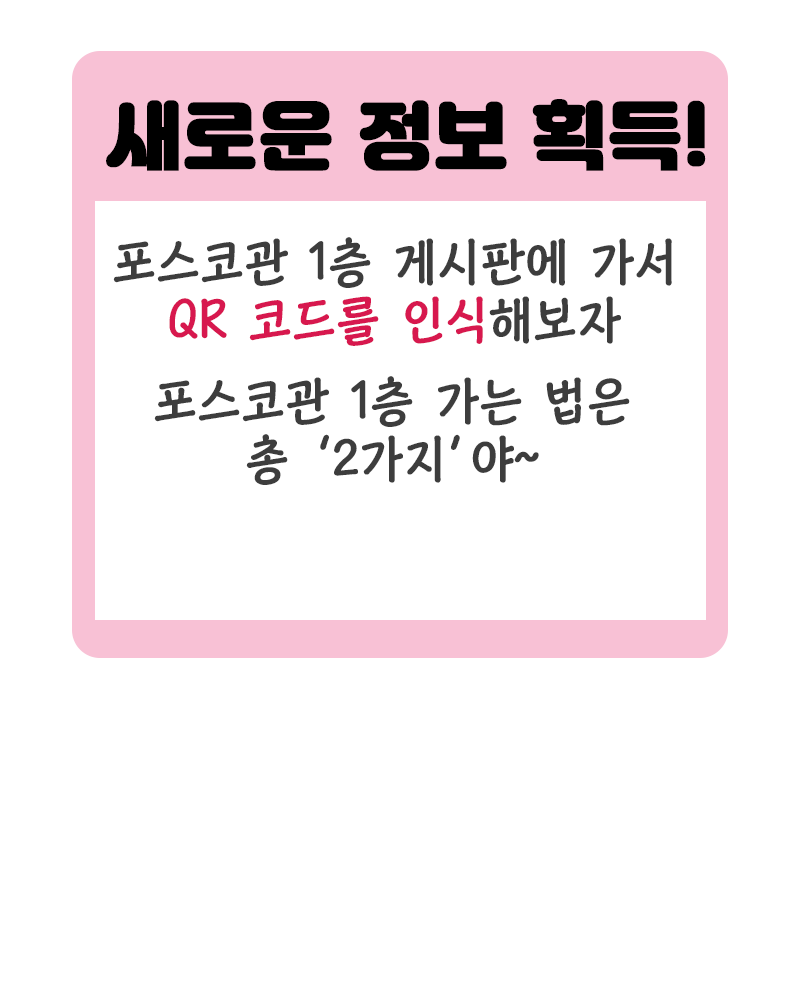 새로운 정보 획득!
포스코관 1층 게시판에 가서
QR 코드를 인식해보자
포스코관 1층 가는 법은
총 '2가지'야~